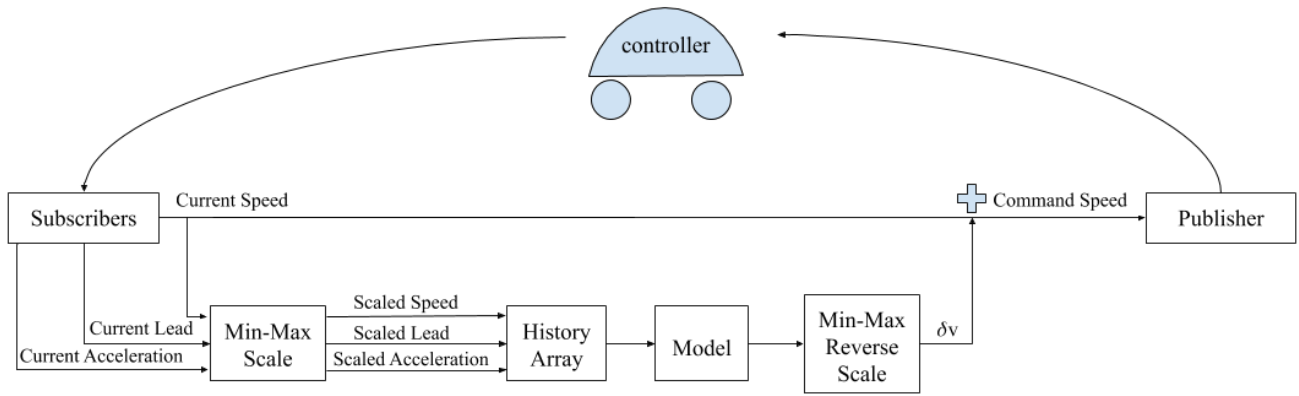 controller
Subscribers
Current Speed
Command Speed
Publisher
Current Lead
Current Acceleration
Min-Max
Scale
Scaled Speed
Scaled Lead
Scaled Acceleration
History
Array
Model
Min-Max
Reverse
Scale
δv